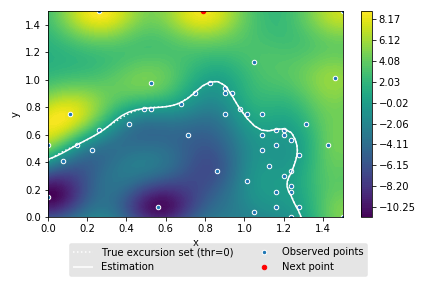 1.4
1.2
1.0
0.8
0.6
0.4
0.2
0.0
y
0.0 0.2 0.4 0.6 0.8 1.0 1.2 1.4
x
8.17
6.12
4.08
2.03
−0.02
−2.06
−4.11
−6.15
−8.20
−10.25
True excursion set (thr=0)
Estimation
Observed points
Next point